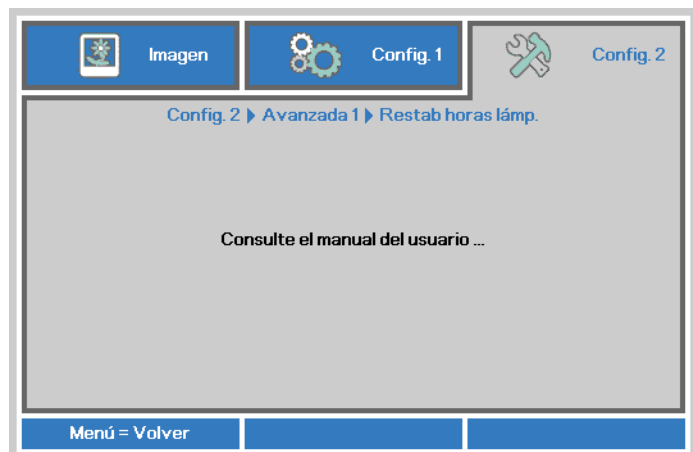 Imagen
Config. 1
Config. 2
Config. 2 ▶ Avanzada 1 ▶ Restab horas lámp.
Consulte el manual del usuario ...
Menú = Volver